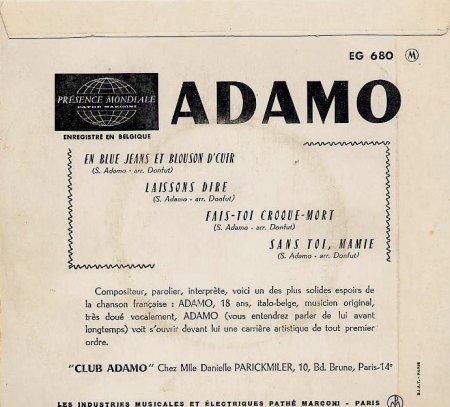 EG 680 M
PRÉSENCE MONDIALE
PATHÉ MARCONI
ADAMO
ENREGISTRÉ EN BELGIQUE
EN BLUE JEANS ET BLOUSON D'CUIR
(S. Adamo - arr. Donfut)
LAISSONS DIRE
(S. Adamo - arr. Donfut)
FAIS-TOI CROQUE-MORT
(S. Adamo - arr. Donfut)
SANS TOI, MAMIE
(S. Adamo - arr. Donfut)
Compositeur, parolier, interprète, voici un des plus solides espoirs de
la chanson française : ADAMO, 18 ans, italo-belge, musicien original,
très doué vocalement, ADAMO (vous entendrez parler de lui avant
longtemps) voit s'ouvrir devant lui une carrière artistique de tout premier
ordre.
"CLUB ADAMO" Chez Mlle Danielle PARICKMILER, 10, Bd. Brune, Paris-14e
LES INDUSTRIES MUSICALES ET ÉLECTRIQUES PATHÉ MARCONI - PARIS